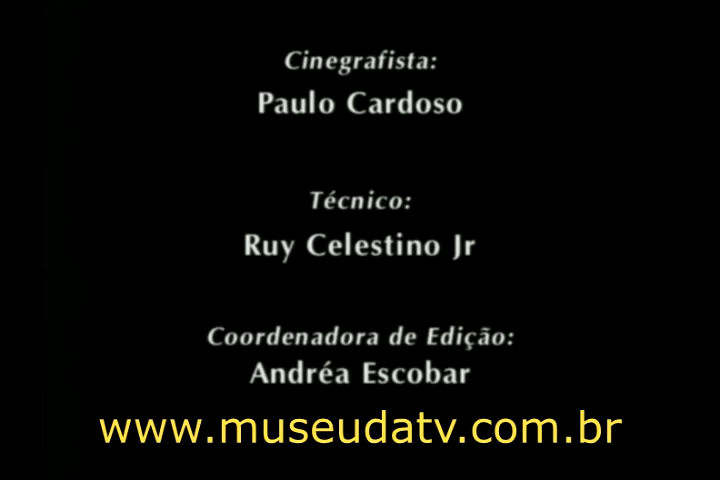 Cinegrafista:
Paulo Cardoso
Técnico:
Ruy Celestino Jr
Coordenadora de Edição:
Andréa Escobar
www.museudatv.com.br